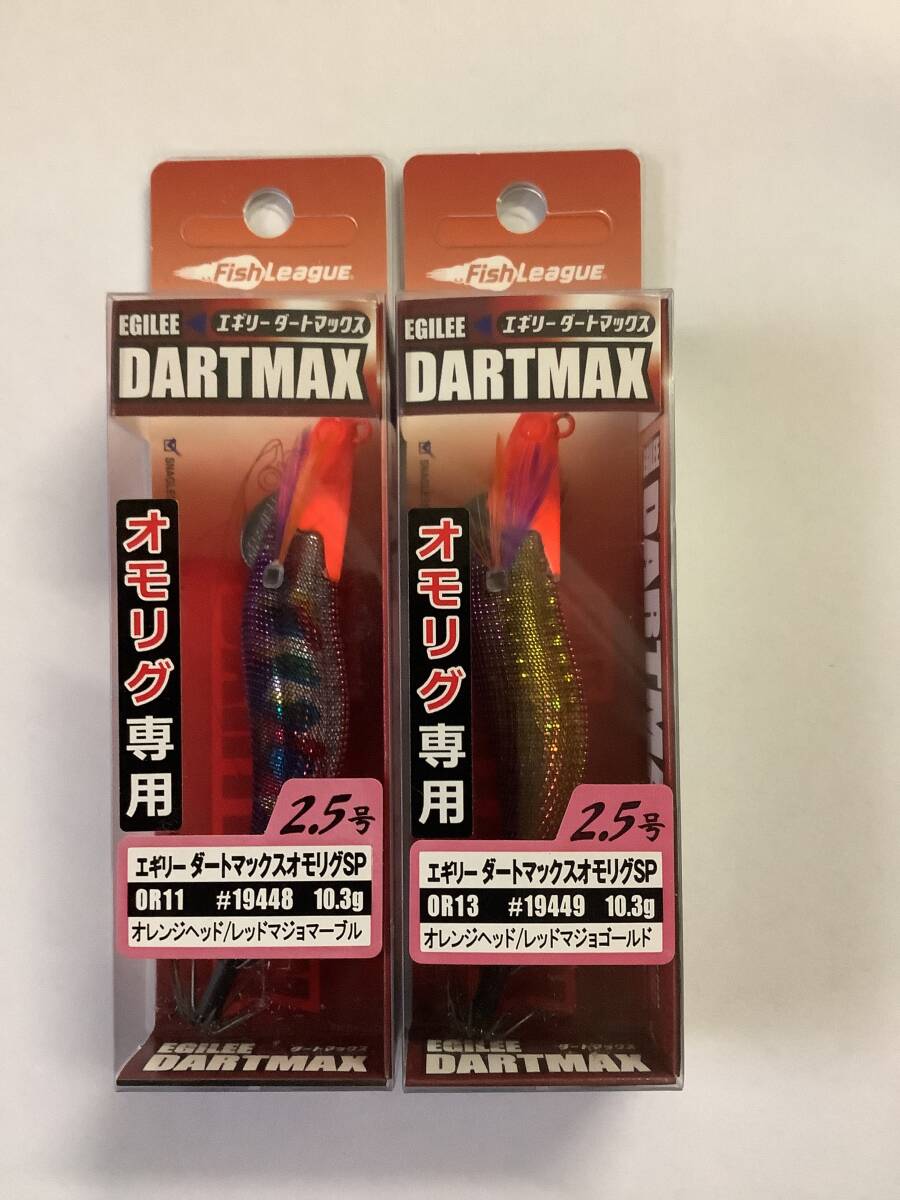 FishLeague
EGILEE エギリー ダートマックス
DARTMAX
オモリグ専用
2.5号
エギリー ダートマックスオモリグSP
OR11 #19448 10.3g
オレンジヘッド/レッドマジョマーブル
EGILEE ダートマックス
DARTMAX
FishLeague
EGILEE エギリー ダートマックス
DARTMAX
オモリグ専用
2.5号
エギリー ダートマックスオモリグSP
OR13 #19449 10.3g
オレンジヘッド/レッドマジョゴールド
EGILEE ダートマックス
DARTMAX